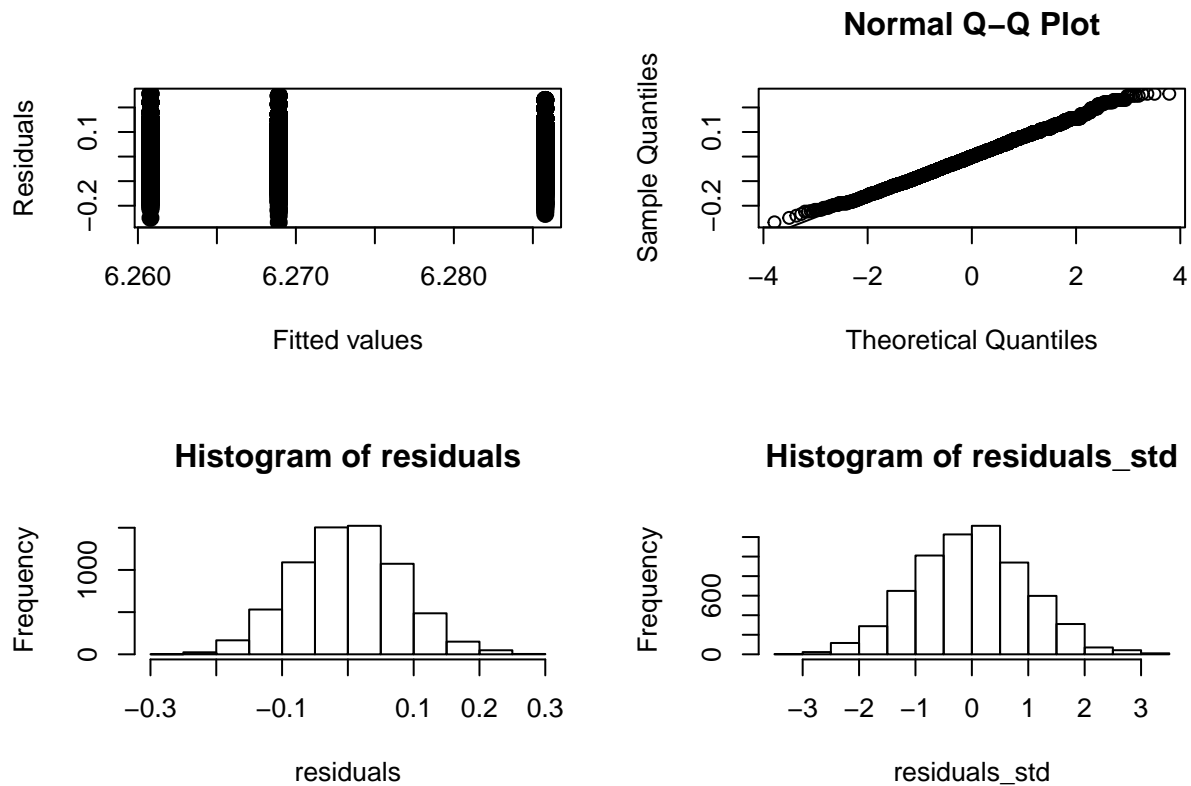 Residuals
−0.2 0.1
6.260 6.270 6.280
Fitted values
Normal Q−Q Plot
Sample Quantiles
−0.2 0.1
−4 −2 0 2 4
Theoretical Quantiles
Histogram of residuals
Frequency
0 1000
−0.3 −0.1 0.1 0.2 0.3
residuals
Histogram of residuals_std
Frequency
0 600
−3 −2 −1 0 1 2 3
residuals_std